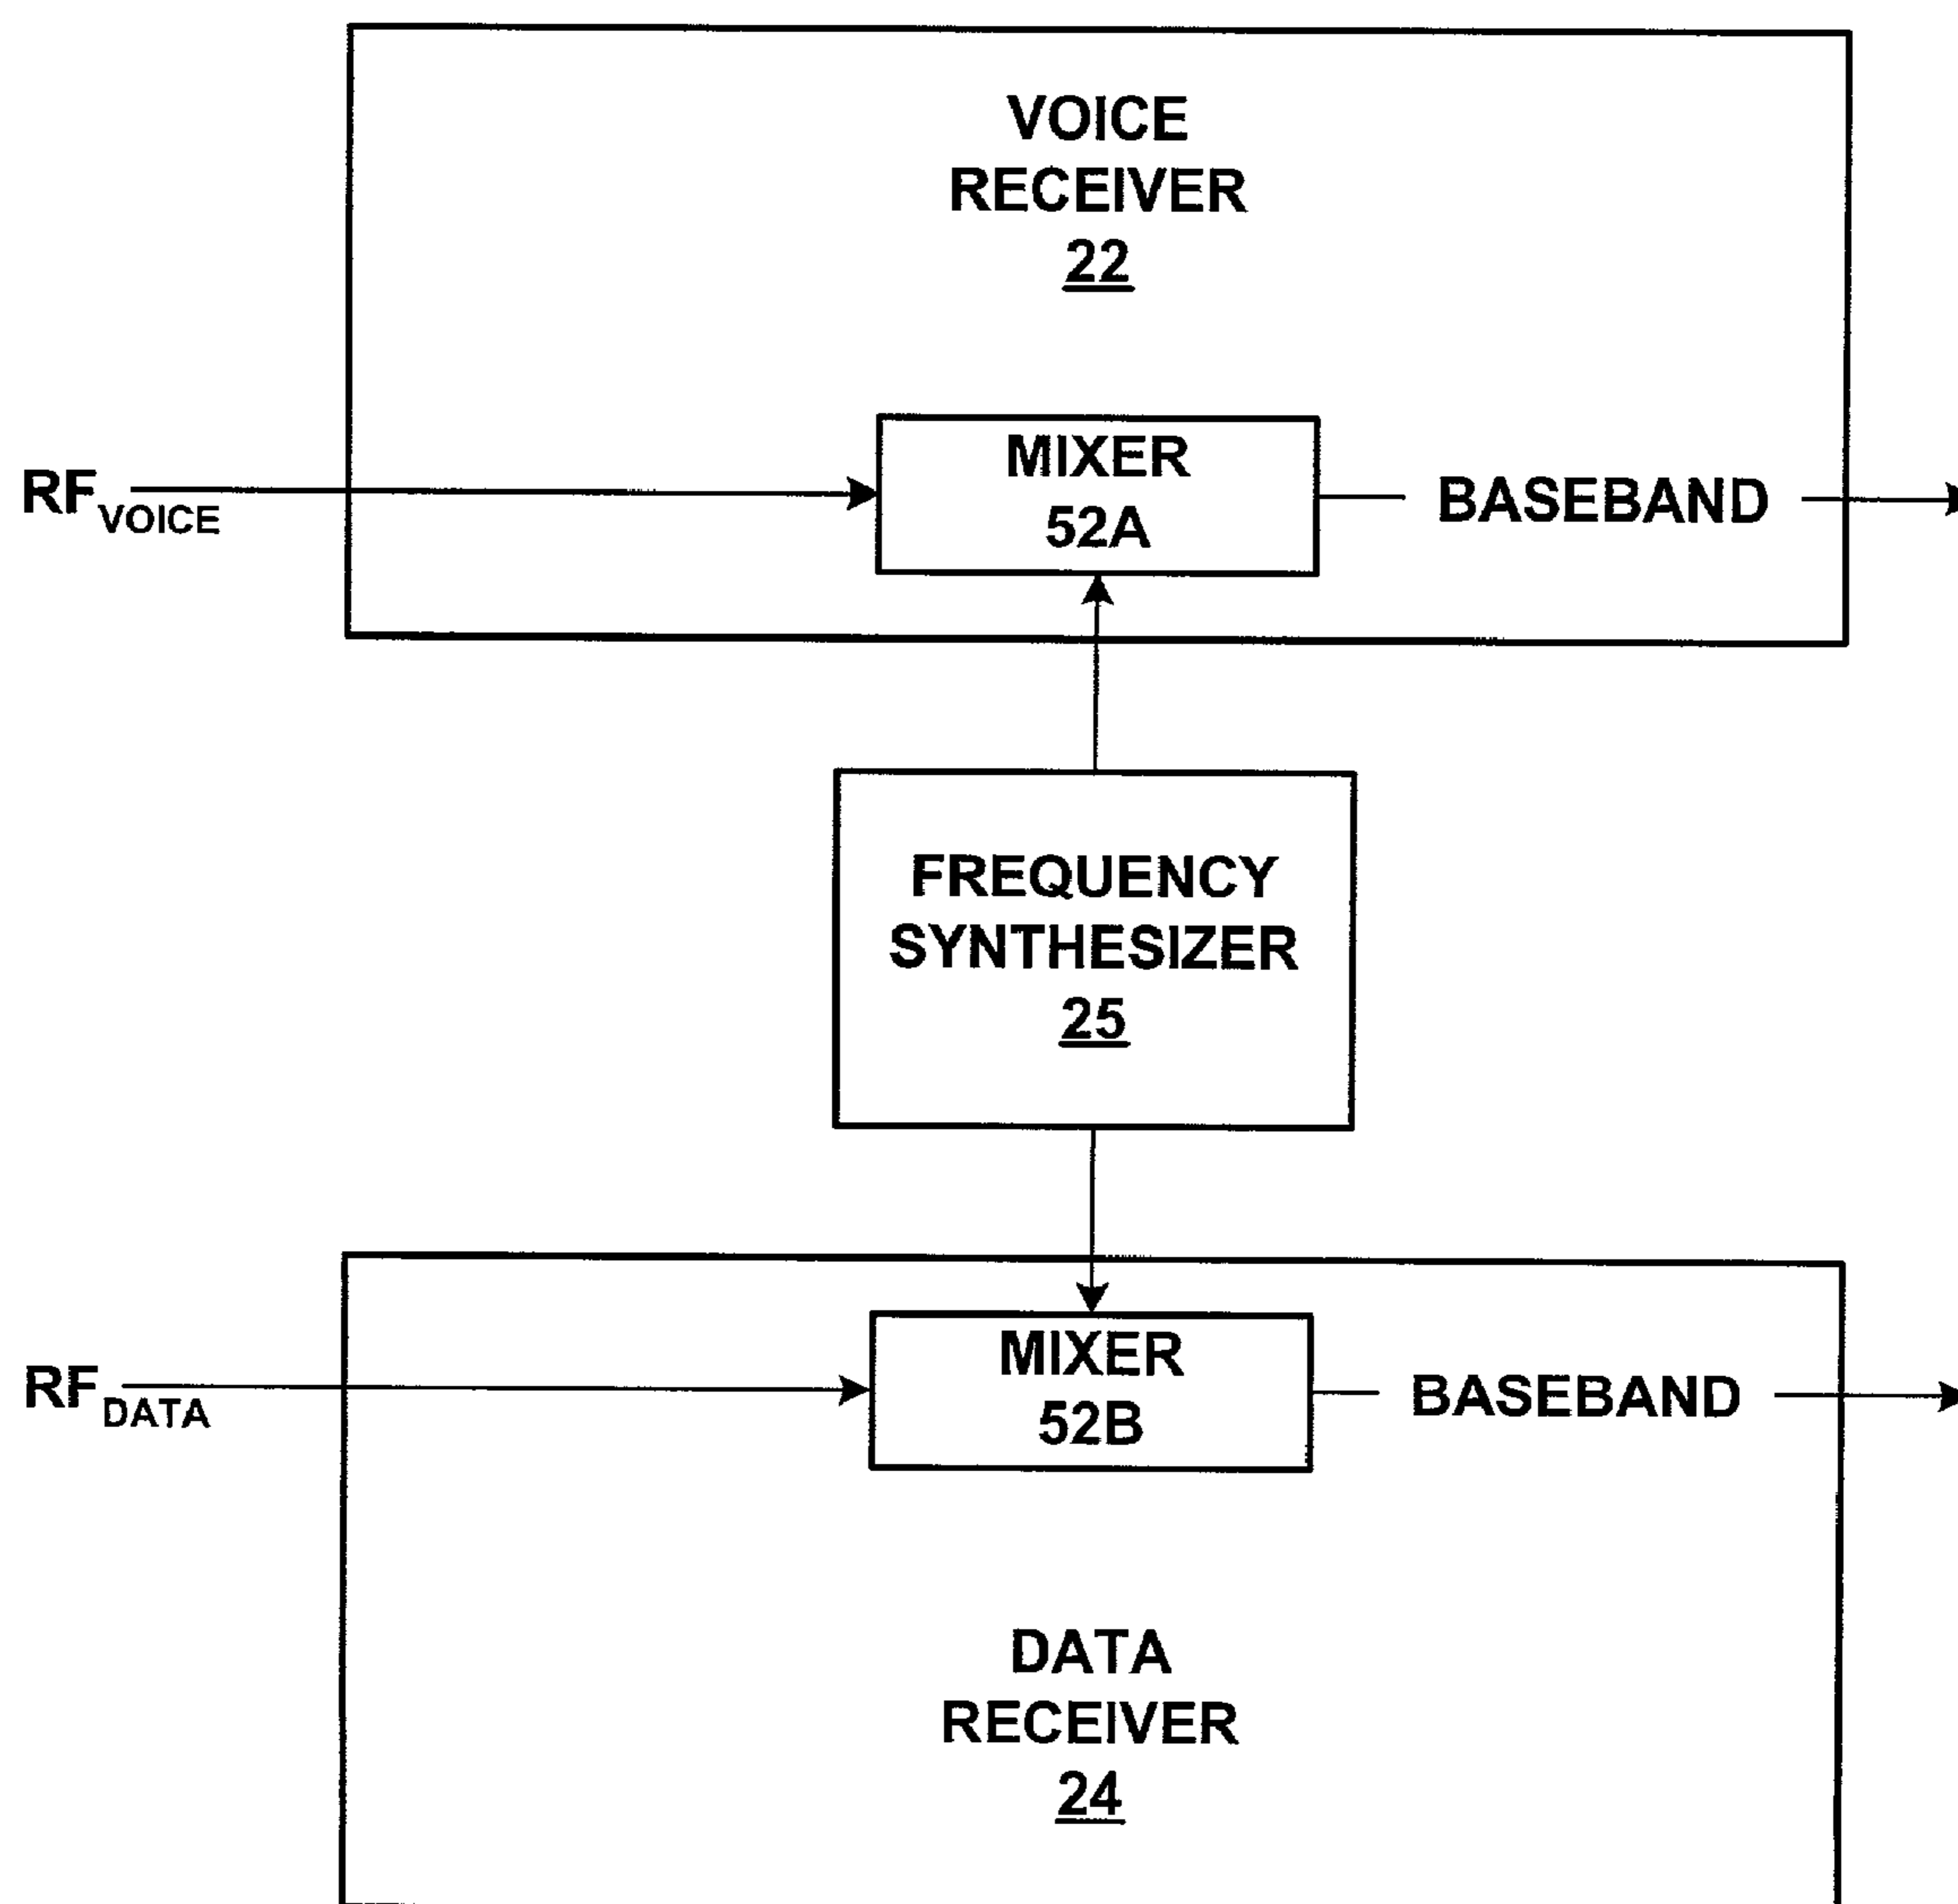 VOICE
RECEIVER
22
RF VOICE
MIXER
52A
BASEBAND
FREQUENCY
SYNTHESIZER
25
RF DATA
MIXER
52B
BASEBAND
DATA
RECEIVER
24